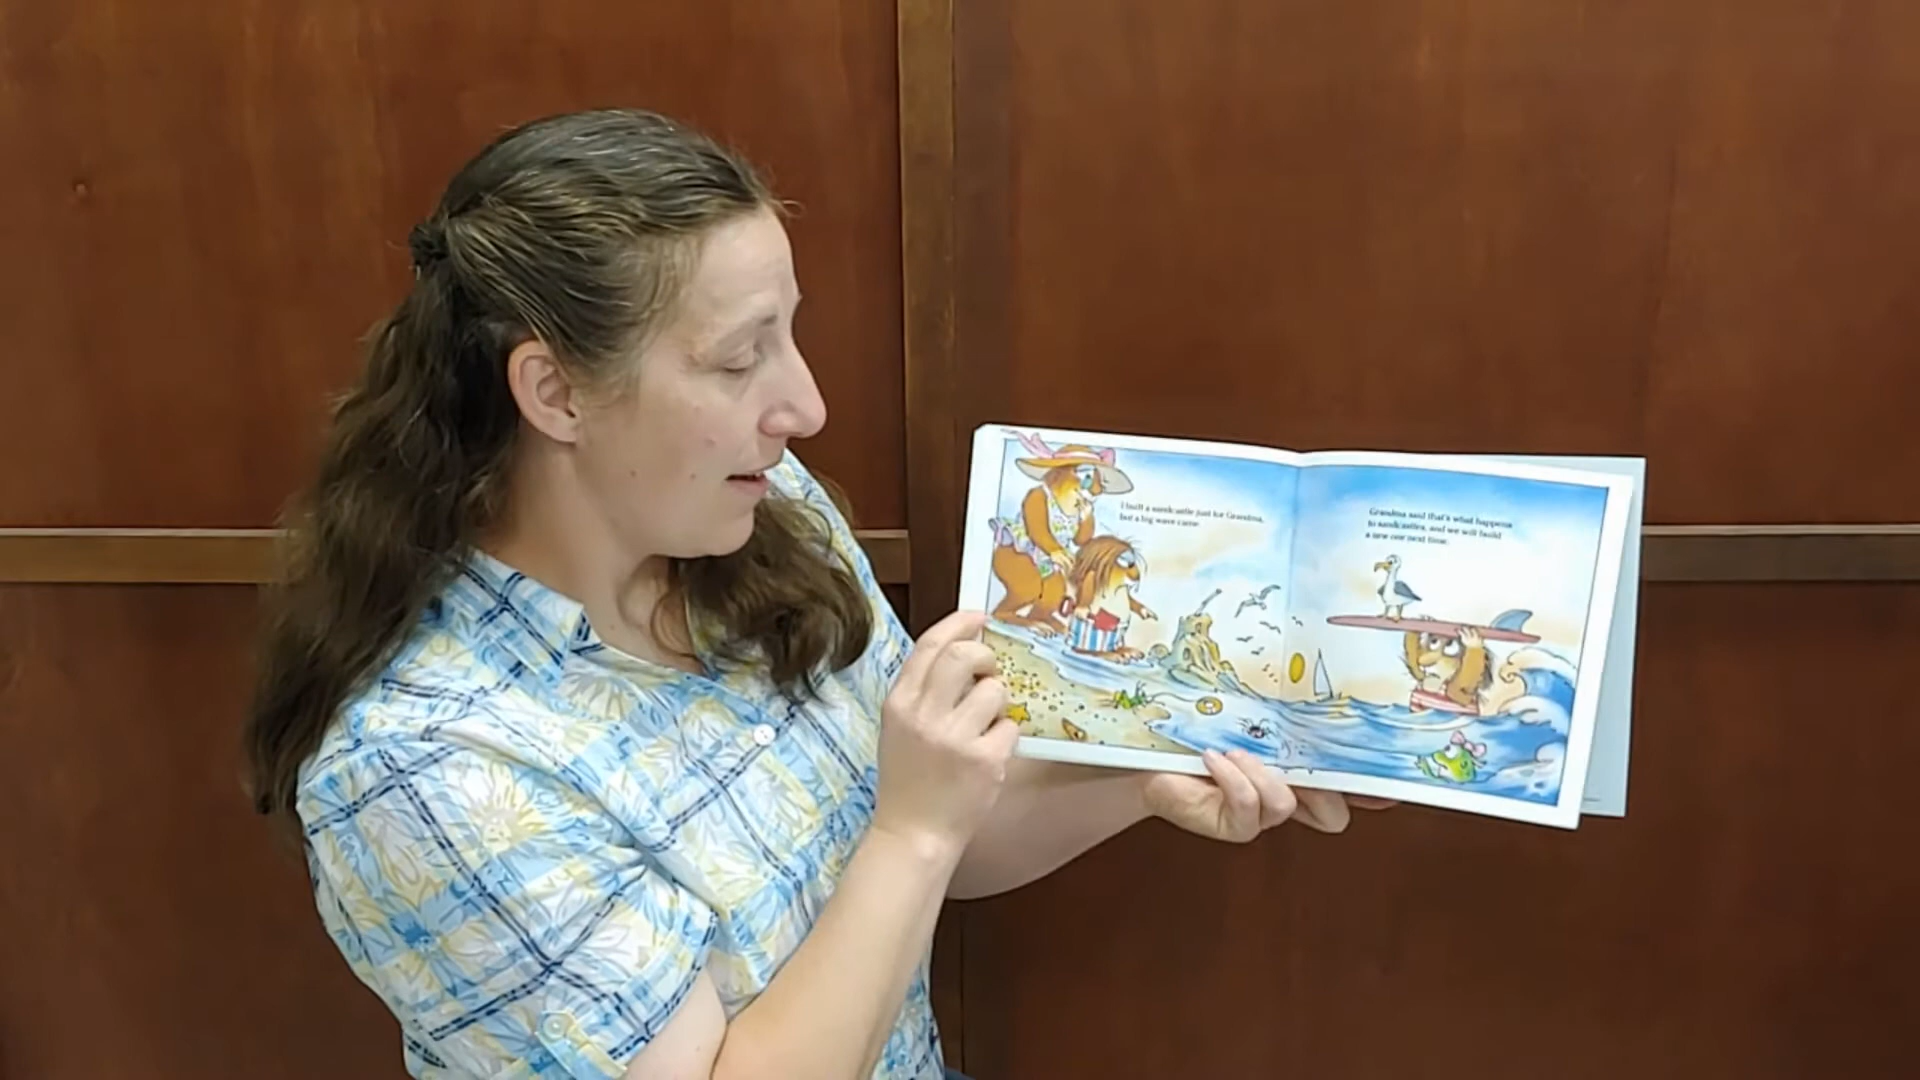 I built a sandcastle just for Grandma,
but a big wave came.
Grandma said that's what happens
to sandcastles, and we will build
a new one next time.